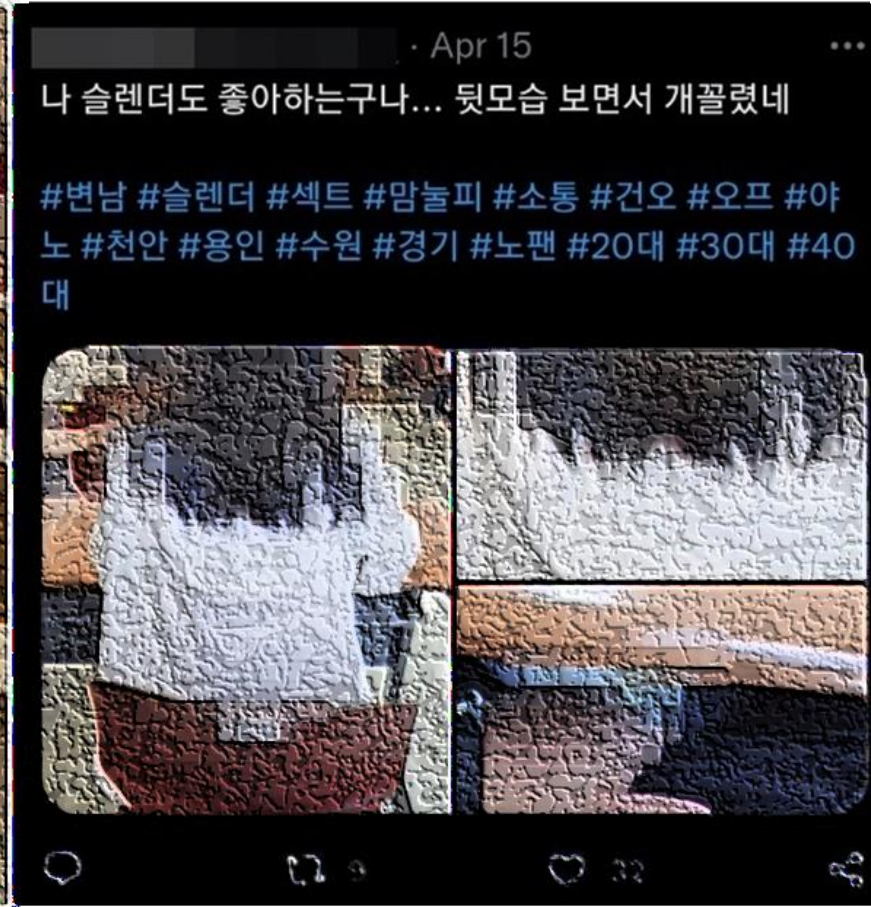 · Apr 15
나 슬렌더도 좋아하는구나... 뒷모습 보면서 개꼴렸네
#변남 #슬렌더 #섹트 #맘눌피 #소통 #건오 #오프 #야
노 #천안 #용인 #수원 #경기 #노팬 #20대 #30대 #40
대
9 32